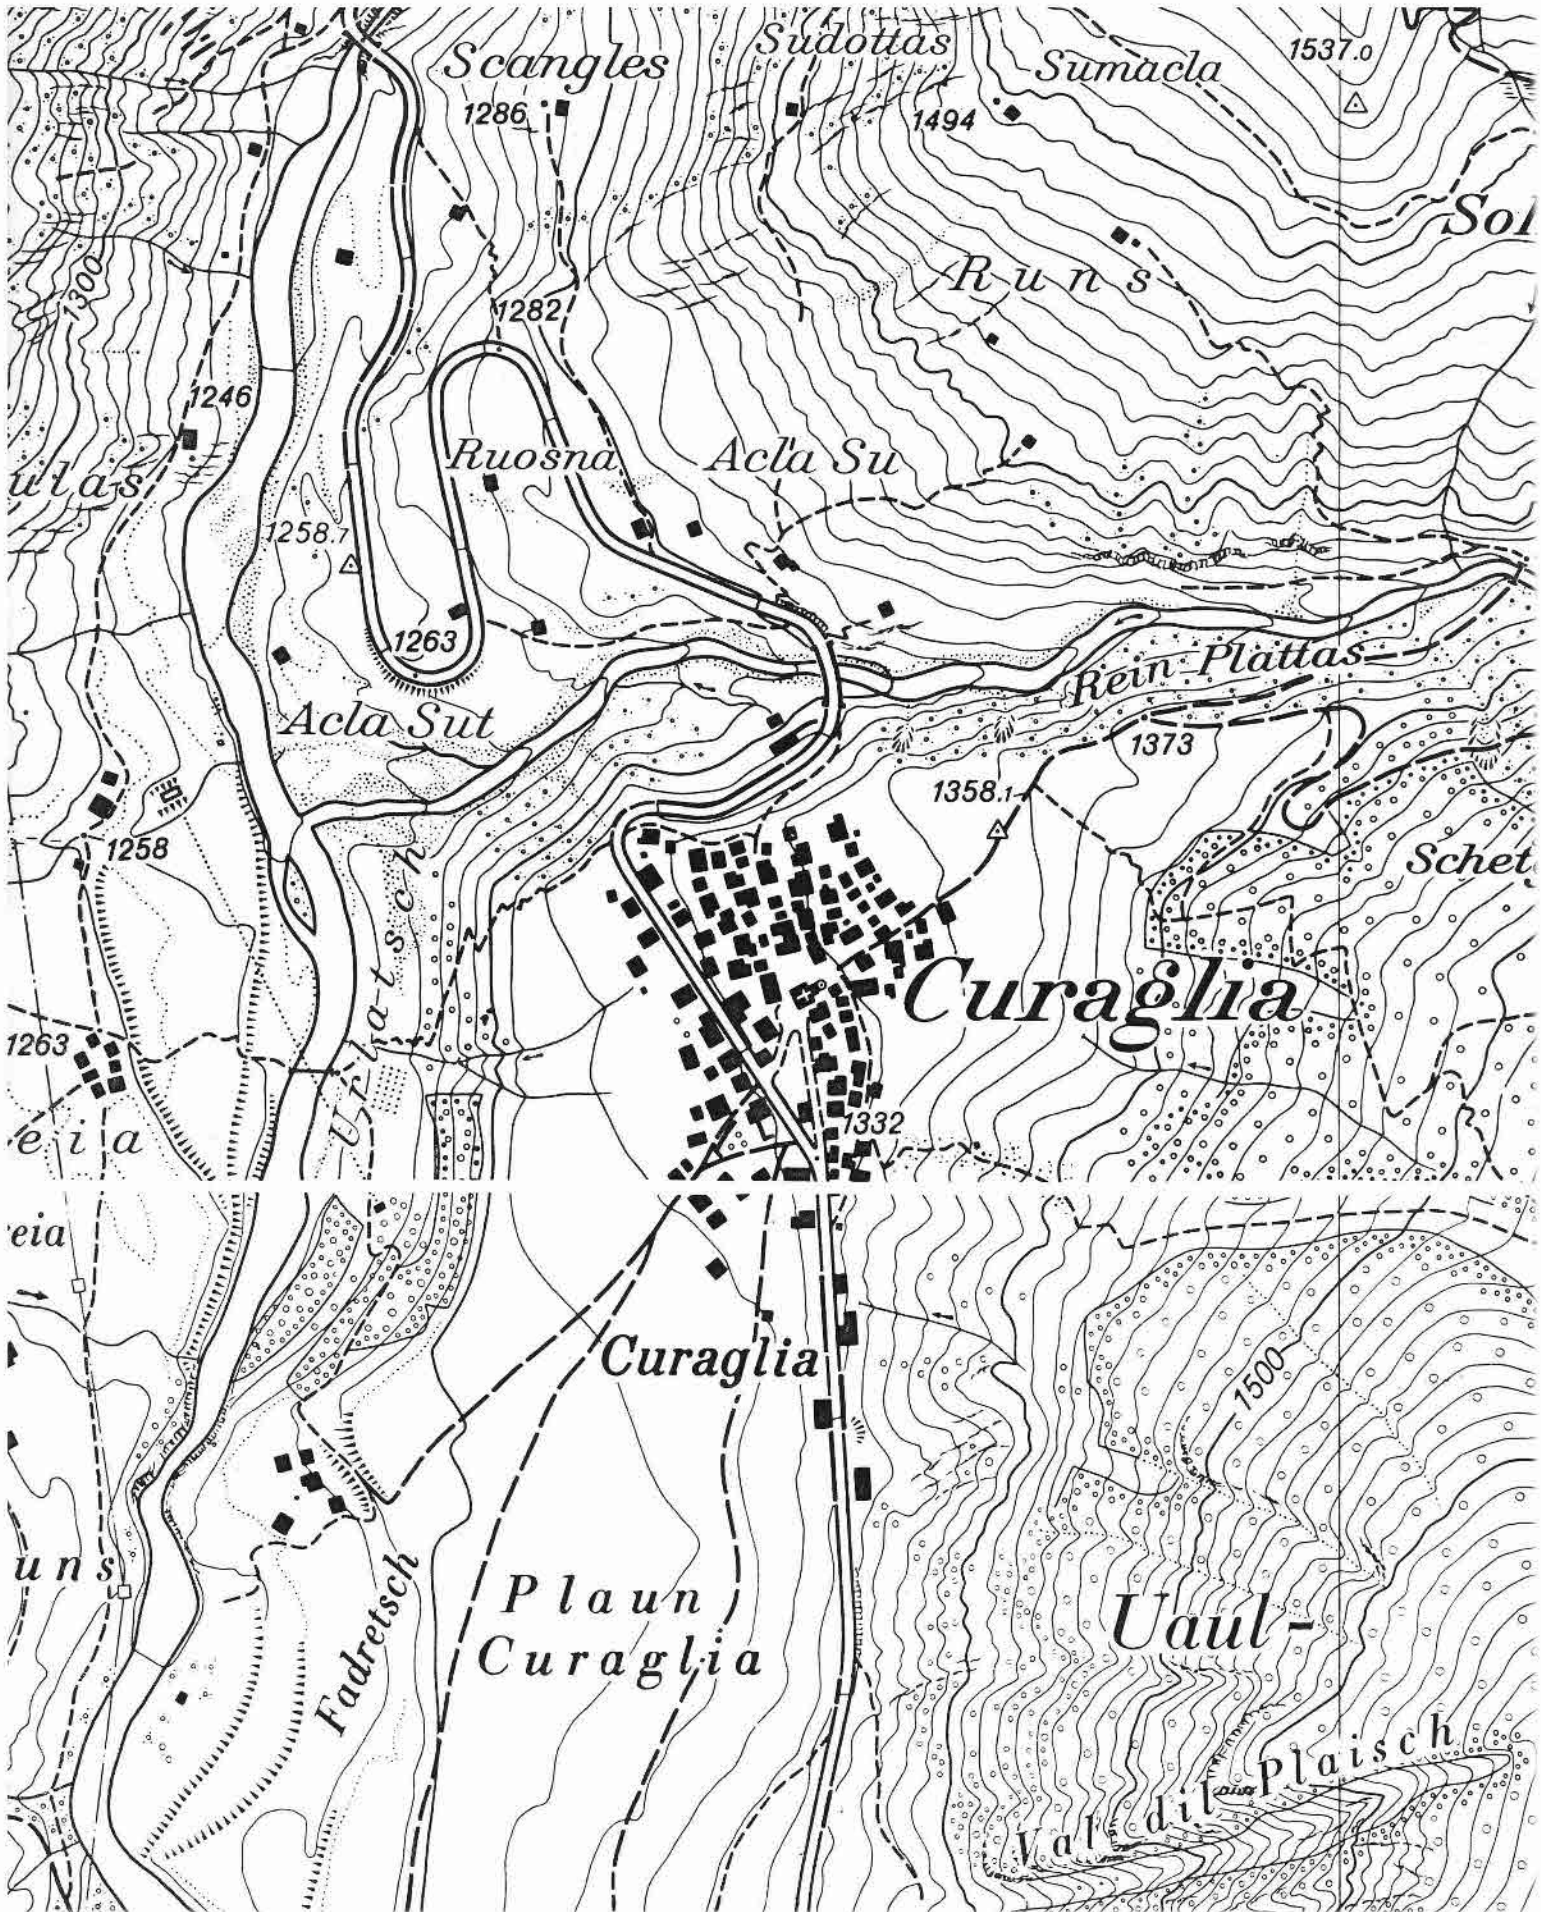 Scangles
Sudottas
Sumacla
1537.0
1286
1494
Sol
1300
Runs
1282
1246
Ruosna
Acla Su
ulas
1258.7
1263
Rein Plattas
Acla Sut
1373
1358.1
1258
Schet
Curaglia
1263
Urlatsch
eia
1332
eia
Curaglia
1500
uns
Plaun
Curaglia
Fadretsch
Uaul-
Val dil Plaisch